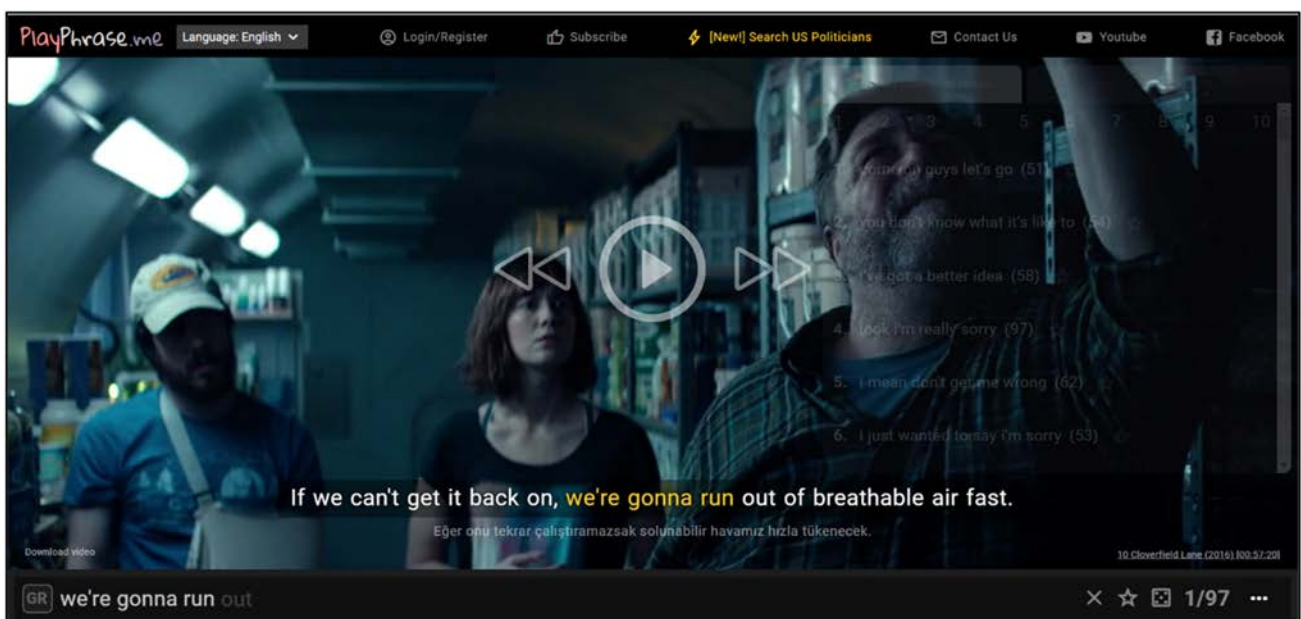 PlayPhrase.me Language: English Login/Register Subscribe [New!] Search US Politicians Contact Us Youtube Facebook
1 2 3 4 5 6 7 8 9 10
guys let's go (51)
2. you don't know what it's like to (54)
3. I've got a better idea (58)
4. look i'm really sorry (97)
5. i mean don't get me wrong (62)
6. I just wanted to say i'm sorry (53)
If we can't get it back on, we're gonna run out of breathable air fast.
Eğer onu tekrar çalıştıramazsak solunabilir havamız hızla tükenecek.
Download video
10 Cloverfield Lane (2016) [00:57:20]
GR we're gonna run out 1/97 •••